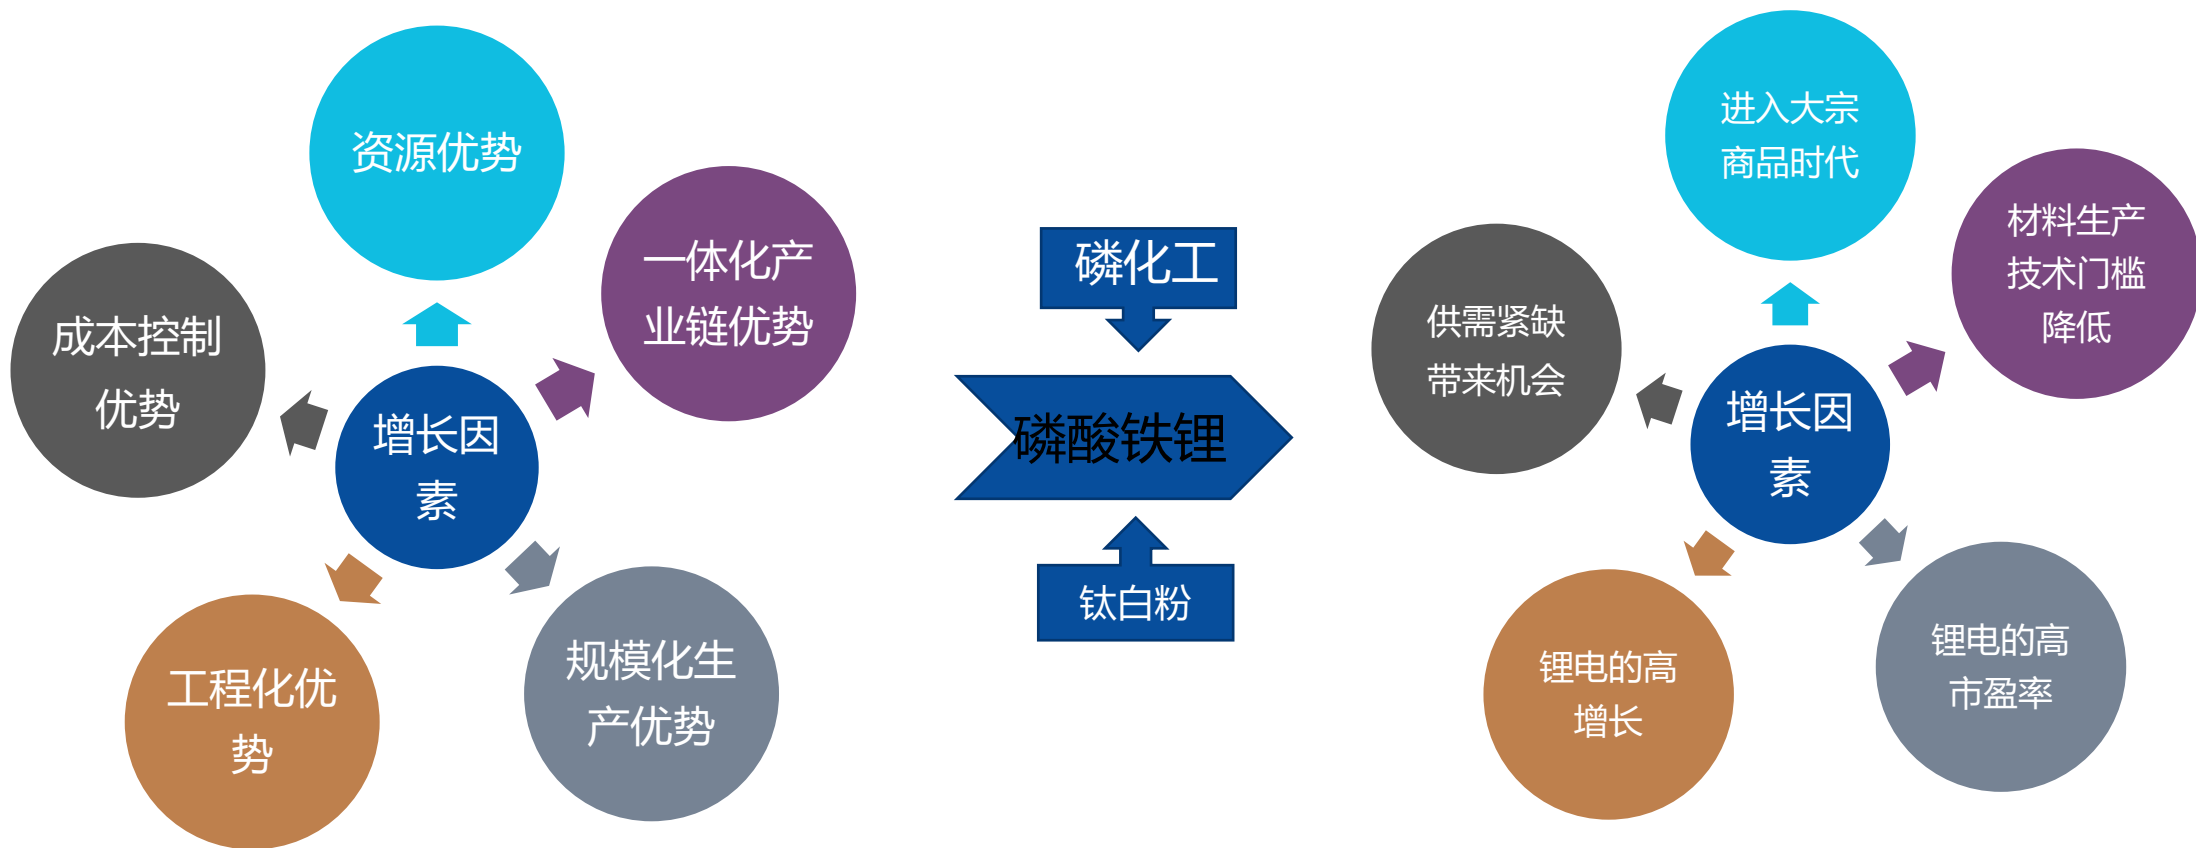 资源优势
一体化产
业链优势
成本控制
优势
增长因
素
工程化优
势
规模化生
产优势
磷化工
磷酸铁锂
钛白粉
进入大宗
商品时代
材料生产
技术门槛
降低
供需紧缺
带来机会
增长因
素
锂电的高
增长
锂电的高
市盈率